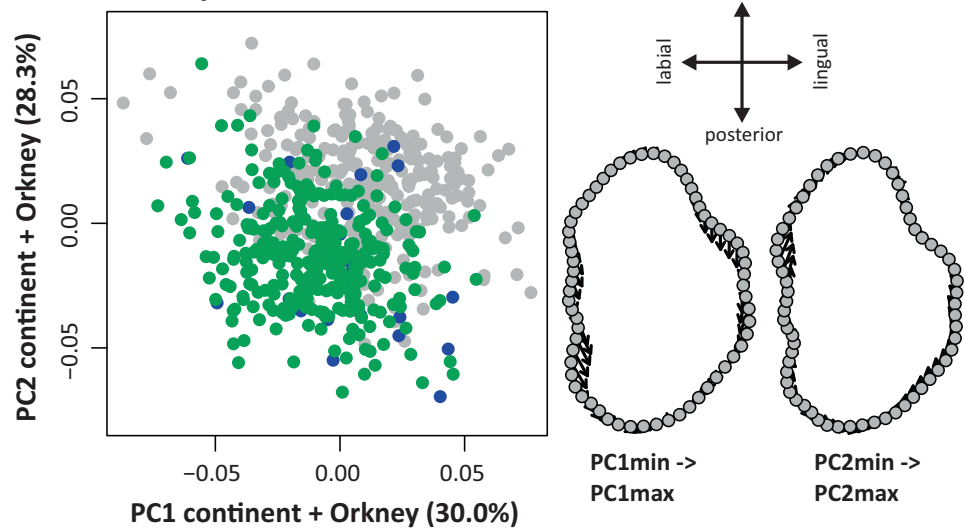 PC2 continent + Orkney (28.3%)
0.05
0.00
−0.05
−0.05
0.00
0.05
PC1 continent + Orkney (30.0%)
labial
lingual
posterior
PC1min ->
PC1max
PC2min ->
PC2max